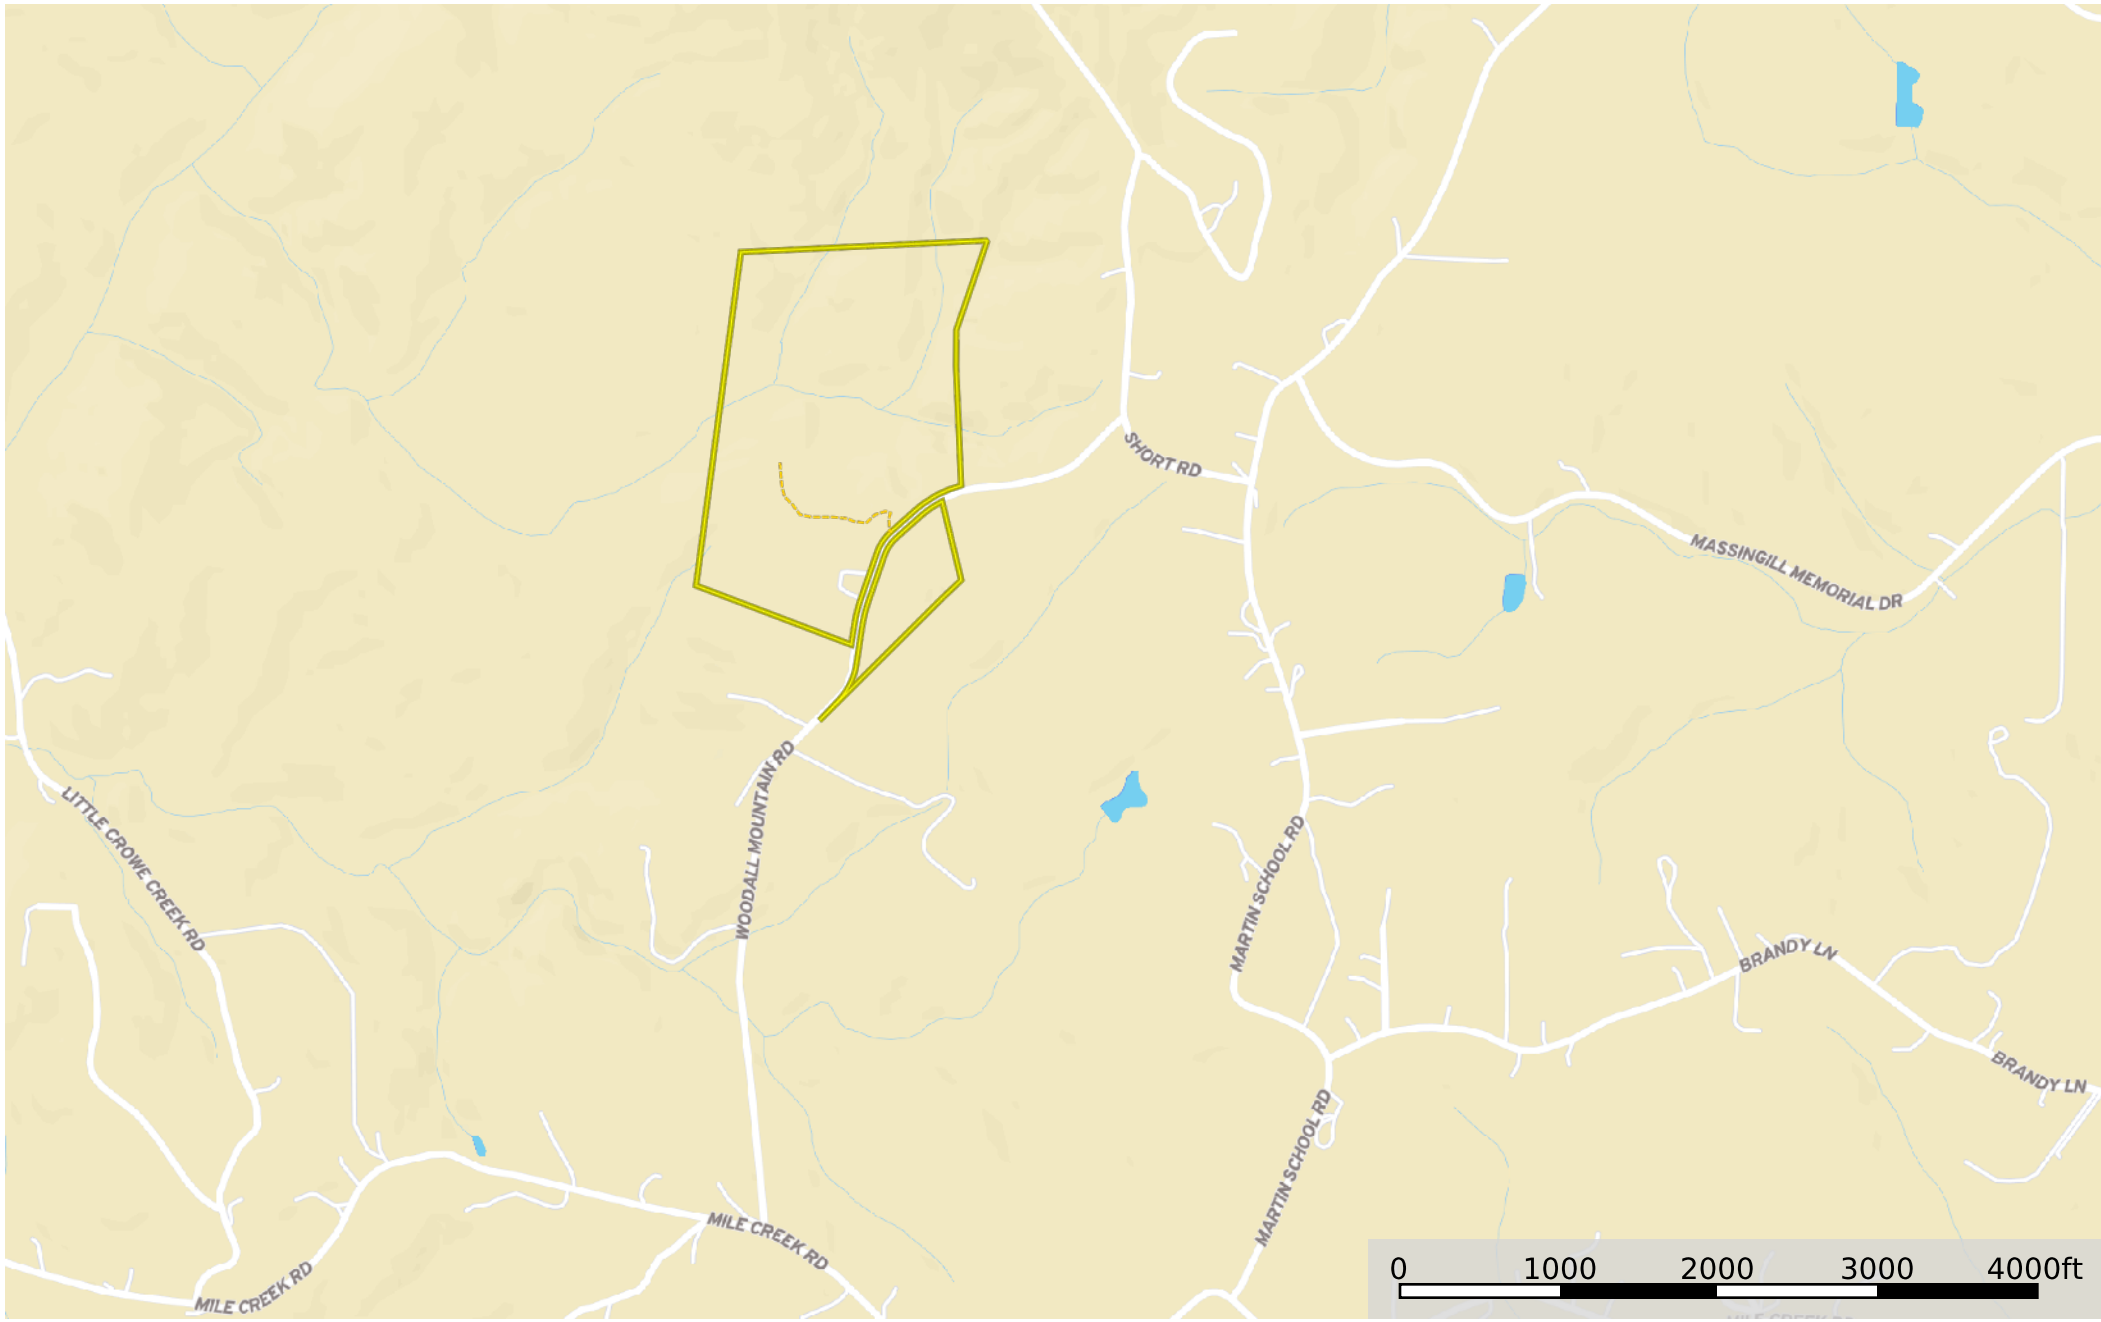 SHORT RD
MASSINGILL MEMORIAL DR
WOODALL MOUNTAIN RD
LITTLE CROWE CREEK RD
MARTIN SCHOOL RD
BRANDY LN
BRANDY LN
MARTIN SCHOOL RD
MILE CREEK RD
MILE CREEK RD
0 1000 2000 3000 4000ft